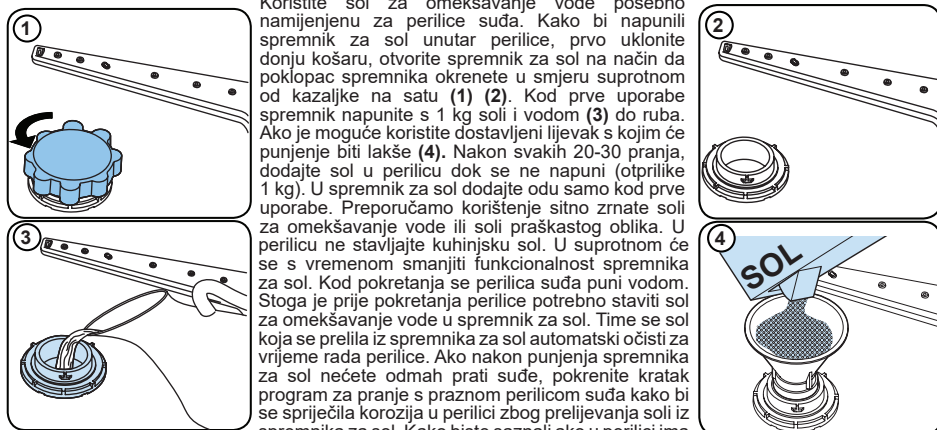 1
2
3
4
SOL
Koristite sol za omekšavanje vode posebno
namijenjenu za perilice suđa. Kako bi napunili
spremnik za sol unutar perilice, prvo uklonite
donju košaru, otvorite spremnik za sol na način da
poklopac spremnika okrenete u smjeru suprotnom
od kazaljke na satu (1) (2). Kod prve uporabe
spremnik napunite s 1 kg soli i vodom (3) do ruba.
Ako je moguće koristite dostavljeni lijevak s kojim će
punjenje biti lakše (4). Nakon svakih 20-30 pranja,
dodajte sol u perilicu dok se ne napuni (otprilike
1 kg). U spremnik za sol dodajte odu samo kod prve
uporabe. Preporučamo korištenje sitno zrnate soli
za omekšavanje vode ili soli praškastog oblika. U
perilicu ne stavljajte kuhinjsku sol. U suprotnom će
se s vremenom smanjiti funkcionalnost spremnika
za sol. Kod pokretanja se perilica suđa puni vodom.
Stoga je prije pokretanja perilice potrebno staviti sol
za omekšavanje vode u spremnik za sol. Time se sol
koja se prelila iz spremnika za sol automatski očisti za
vrijeme rada perilice. Ako nakon punjenja spremnika
za sol nećete odmah prati suđe, pokrenite kratak
program za pranje s praznom perilicom suđa kako bi
se spriječila korozija u perilici zbog prelijevanja soli iz
spremnika za sol. Kako biste saznali ako u perilici ima